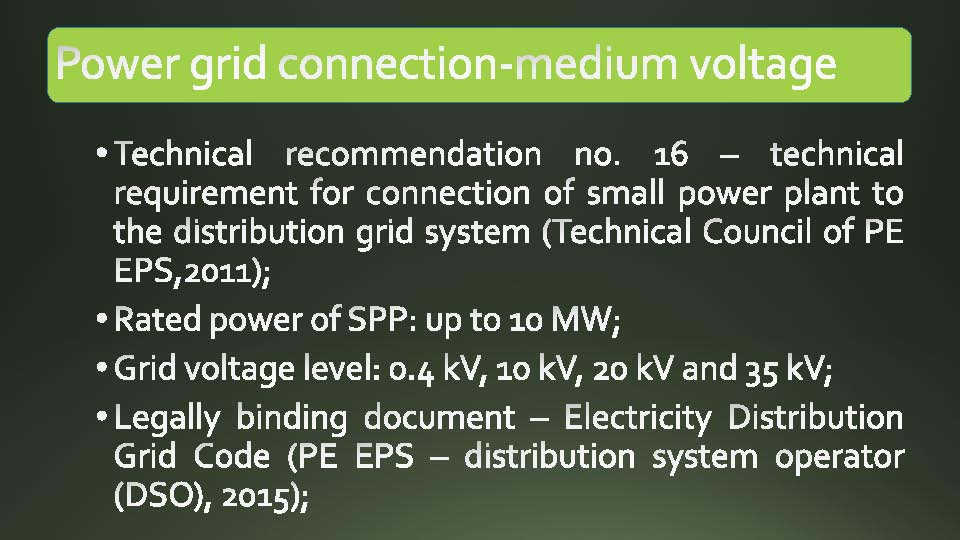 Power grid connection-medium voltage
• Technical recommendation no. 16 – technical
requirement for connection of small power plant to
the distribution grid system (Technical Council of PE
EPS,2011);
• Rated power of SPP: up to 10 MW;
• Grid voltage level: 0.4 kV, 10 kV, 20 kV and 35 kV;
• Legally binding document – Electricity Distribution
Grid Code (PE EPS – distribution system operator
(DSO), 2015);